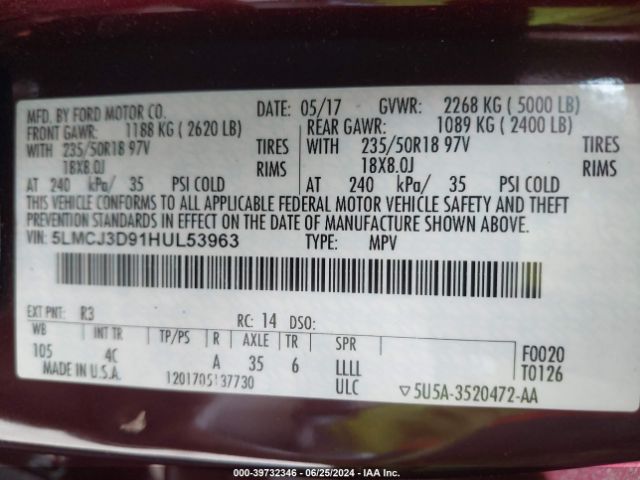 MFD. BY FORD MOTOR CO. DATE: 05/17 GVWR: 2268 KG ( 5000 LB)
FRONT GAWR: 1188 KG ( 2620 LB) REAR GAWR: 1089 KG ( 2400 LB)
WITH 235/50R18 97V TIRES WITH 235/50R18 97V TIRES
18X8.0J RIMS 18X8.0J RIMS
AT 240 kPa/ 35 PSI COLD AT 240 kPa/ 35 PSI COLD
THIS VEHICLE CONFORMS TO ALL APPLICABLE FEDERAL MOTOR VEHICLE SAFETY AND THEFT
PREVENTION STANDARDS IN EFFECT ON THE DATE OF MANUFACTURE SHOWN ABOVE.
VIN: 5LMCJ3D91HUL53963 TYPE: MPV
EXT PNT: R3 RC: 14 DSO:
WB INT TR TP/PS R AXLE TR SPR F0020
105 4C A 35 6 LLLL T0126
MADE IN U.S.A. 1201705137730 ULC ▽5U5A-3520472-AA
000-39732346 - 06/25/2024 - IAA Inc.